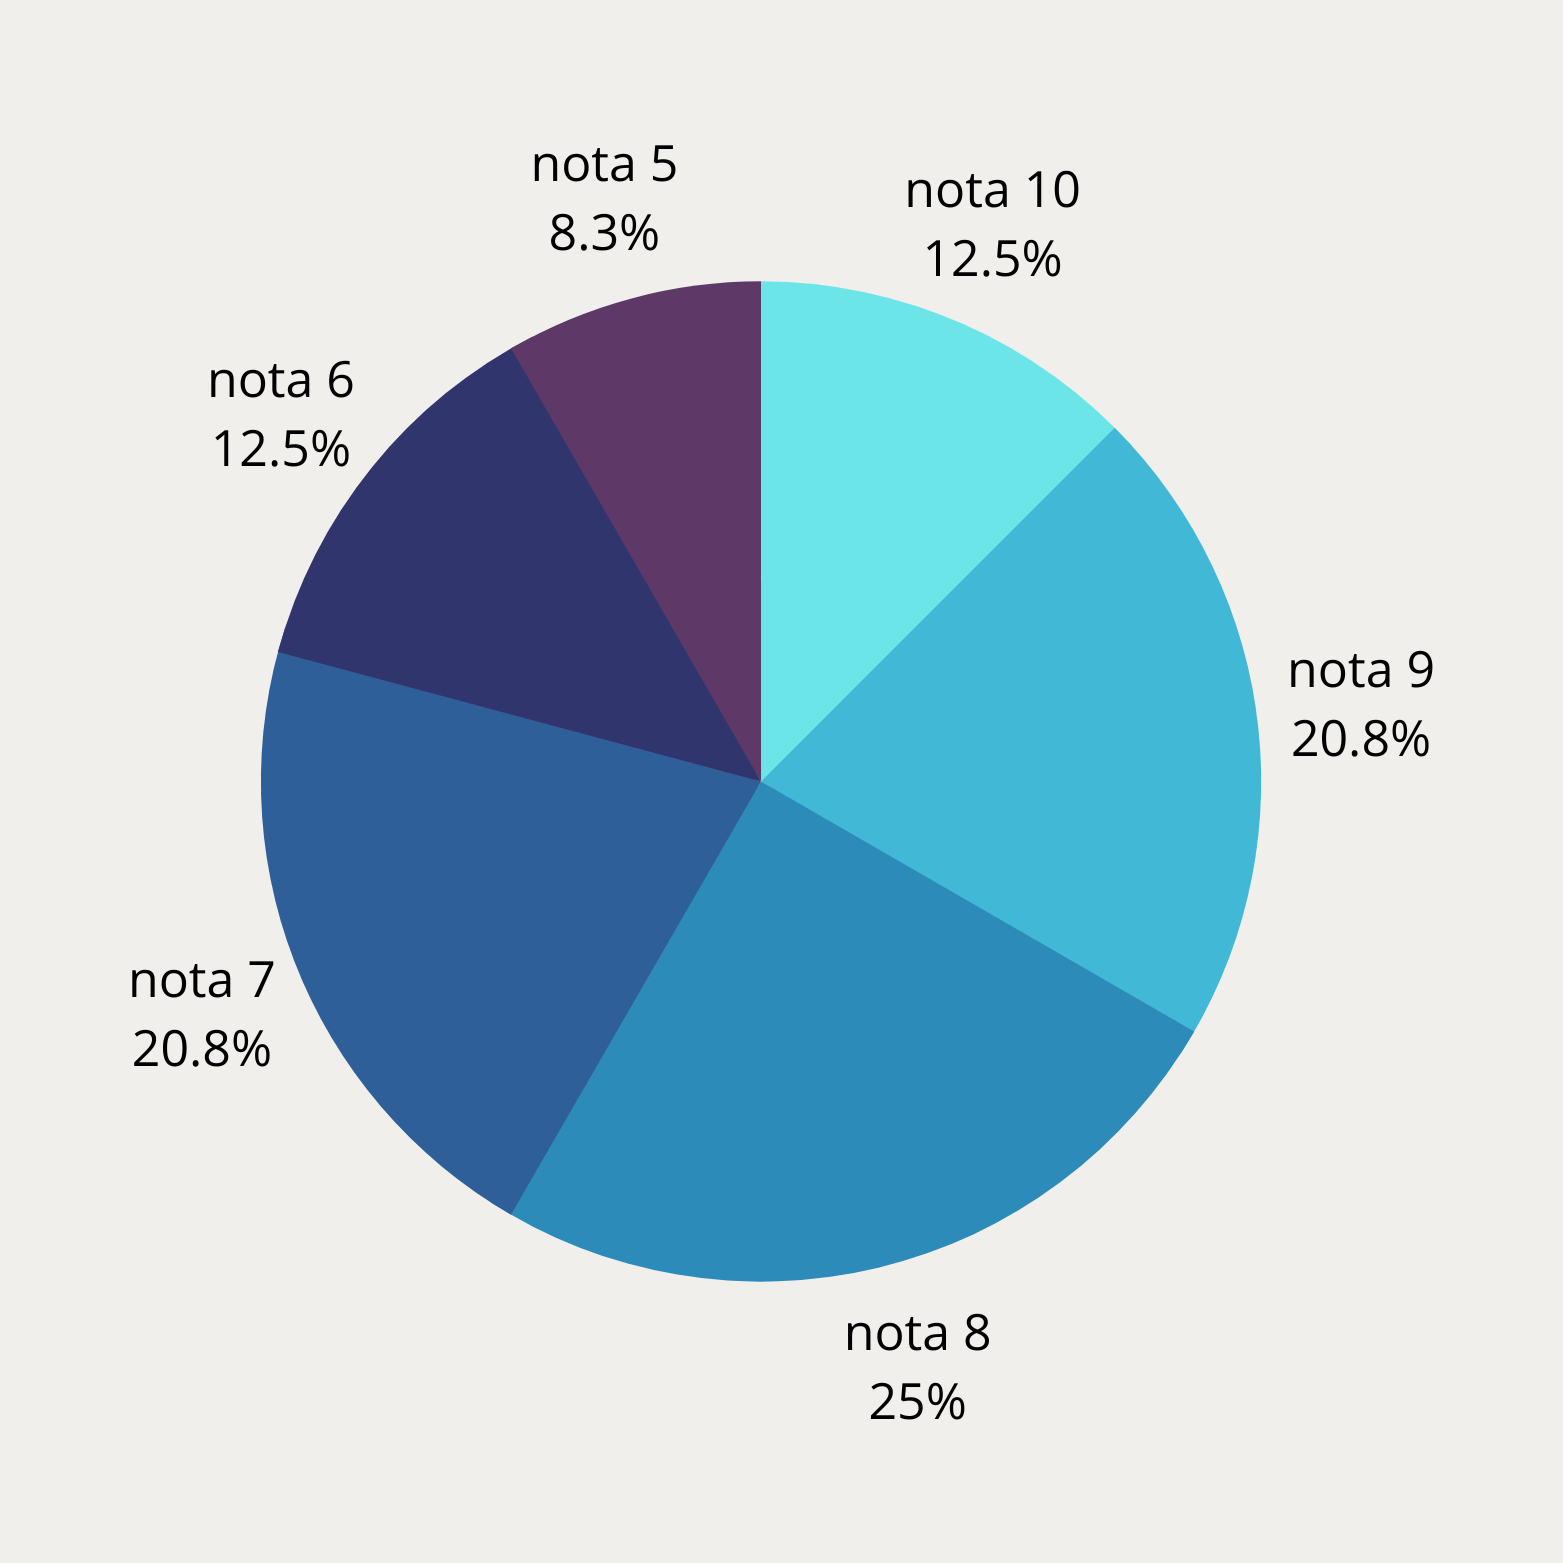 nota 5
8.3%
nota 10
12.5%
nota 6
12.5%
nota 9
20.8%
nota 7
20.8%
nota 8
25%